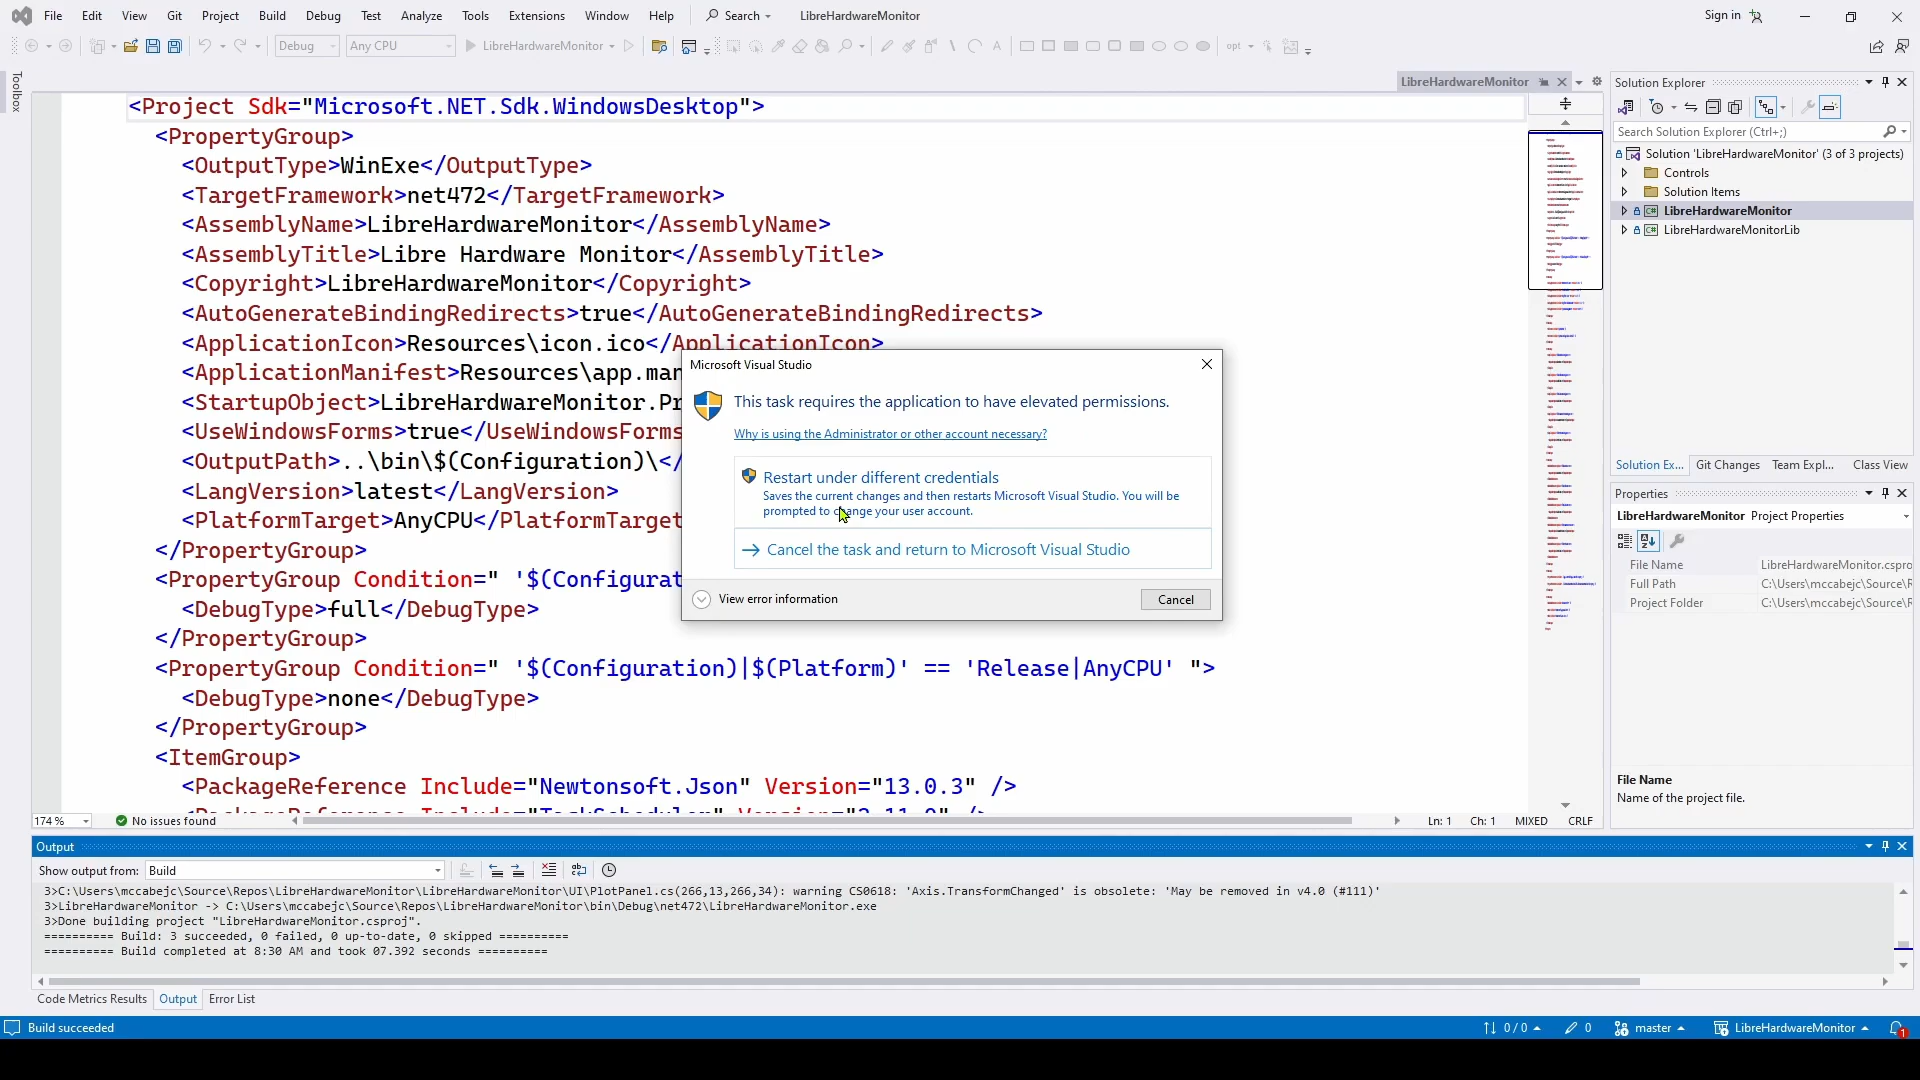 File Edit View Git Project Build Debug Test Analyze Tools Extensions Window Help Search LibreHardwareMonitor Sign in
Debug Any CPU LibreHardwareMonitor opt
Toolbox
LibreHardwareMonitor
<Project Sdk="Microsoft.NET.Sdk.WindowsDesktop">
<PropertyGroup>
<OutputType>WinExe</OutputType>
<TargetFramework>net472</TargetFramework>
<AssemblyName>LibreHardwareMonitor</AssemblyName>
<AssemblyTitle>Libre Hardware Monitor</AssemblyTitle>
<Copyright>LibreHardwareMonitor</Copyright>
<AutoGenerateBindingRedirects>true</AutoGenerateBindingRedirects>
<ApplicationIcon>Resources\icon.ico</ApplicationIcon>
<ApplicationManifest>Resources\app.man
<StartupObject>LibreHardwareMonitor.Pr
<UseWindowsForms>true</UseWindowsForms
<OutputPath>..\bin\$(Configuration)\</
<LangVersion>latest</LangVersion>
<PlatformTarget>AnyCPU</PlatformTarget
</PropertyGroup>
<PropertyGroup Condition=" '$(Configurat
<DebugType>full</DebugType>
</PropertyGroup>
<PropertyGroup Condition=" '$(Configuration)|$(Platform)' == 'Release|AnyCPU' ">
<DebugType>none</DebugType>
</PropertyGroup>
<ItemGroup>
<PackageReference Include="Newtonsoft.Json" Version="13.0.3" />
Microsoft Visual Studio
This task requires the application to have elevated permissions.
Why is using the Administrator or other account necessary?
Restart under different credentials
Saves the current changes and then restarts Microsoft Visual Studio. You will be
prompted to change your user account.
Cancel the task and return to Microsoft Visual Studio
View error information
Cancel
174 % No issues found Ln: 1 Ch: 1 MIXED CRLF
Solution Explorer
Search Solution Explorer (Ctrl+;)
Solution 'LibreHardwareMonitor' (3 of 3 projects)
Controls
Solution Items
LibreHardwareMonitor
LibreHardwareMonitorLib
Solution Ex... Git Changes Team Expl... Class View
Properties
LibreHardwareMonitor Project Properties
File Name LibreHardwareMonitor.cspro
Full Path C:\Users\mccabejc\Source\R
Project Folder C:\Users\mccabejc\Source\R
File Name
Name of the project file.
Output
Show output from: Build
3>C:\Users\mccabejc\Source\Repos\LibreHardwareMonitor\LibreHardwareMonitor\UI\PlotPanel.cs(266,13,266,34): warning CS0618: 'Axis.TransformChanged' is obsolete: 'May be removed in v4.0 (#111)'
3>LibreHardwareMonitor -> C:\Users\mccabejc\Source\Repos\LibreHardwareMonitor\bin\Debug\net472\LibreHardwareMonitor.exe
3>Done building project "LibreHardwareMonitor.csproj".
========== Build: 3 succeeded, 0 failed, 0 up-to-date, 0 skipped ==========
========== Build completed at 8:30 AM and took 07.392 seconds ==========
Code Metrics Results Output Error List
Build succeeded 0 / 0 0 master LibreHardwareMonitor 1